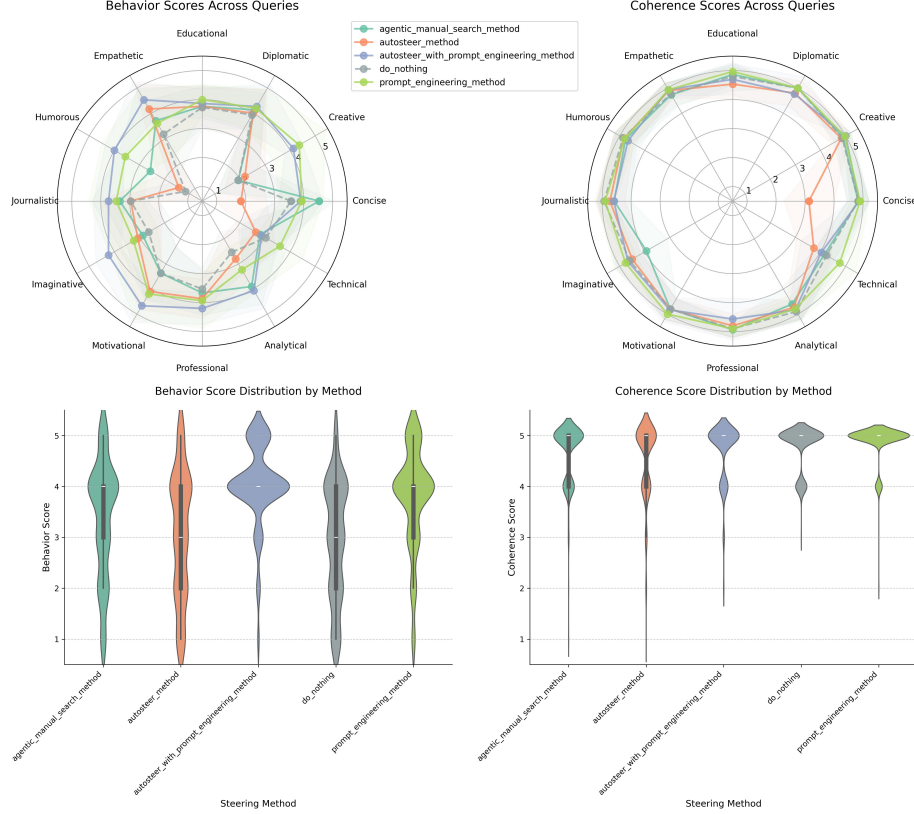 Behavior Scores Across Queries
Educational
Diplomatic
Creative
Concise
Technical
Analytical
Professional
Motivational
Imaginative
Journalistic
Humorous
Empathetic
1
3
4
5
agentic_manual_search_method
autosteer_method
autosteer_with_prompt_engineering_method
do_nothing
prompt_engineering_method
Coherence Scores Across Queries
Educational
Diplomatic
Creative
Concise
Technical
Analytical
Professional
Motivational
Imaginative
Journalistic
Humorous
Empathetic
1
2
3
4
5
Behavior Score Distribution by Method
Behavior Score
5
4
3
2
1
agentic_manual_search_method
autosteer_method
autosteer_with_prompt_engineering_method
do_nothing
prompt_engineering_method
Steering Method
Coherence Score Distribution by Method
Coherence Score
5
4
3
2
1
agentic_manual_search_method
autosteer_method
autosteer_with_prompt_engineering_method
do_nothing
prompt_engineering_method
Steering Method